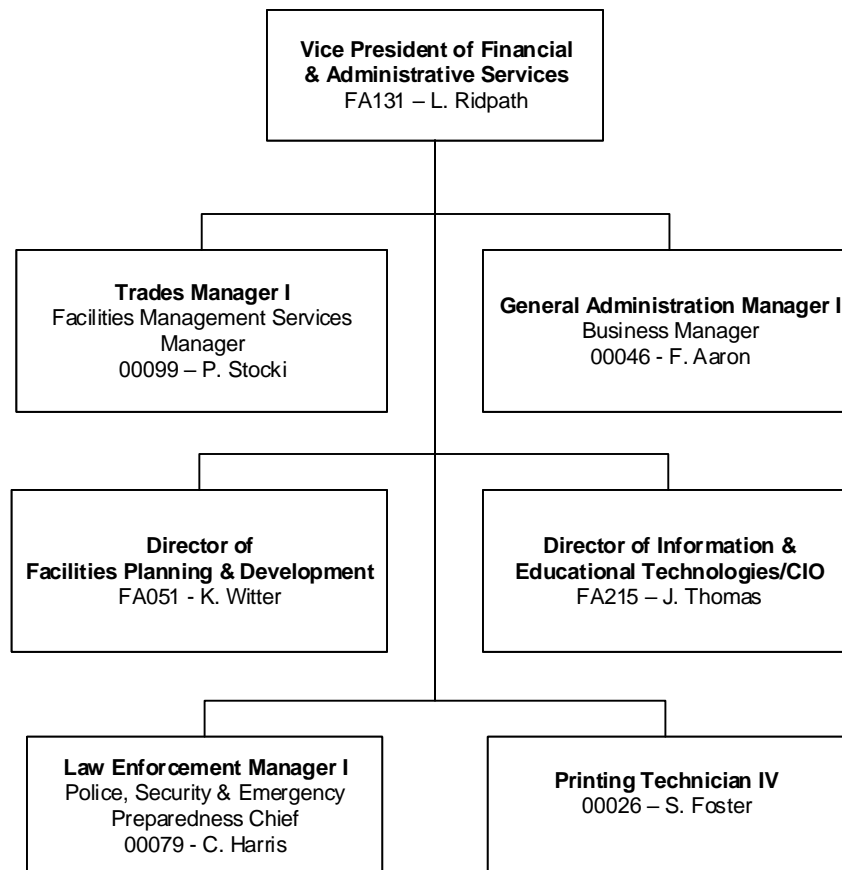 Vice President of Financial
& Administrative Services
FA131 – L. Ridpath
Trades Manager I
Facilities Management Services
Manager
00099 – P. Stocki
General Administration Manager I
Business Manager
00046 - F. Aaron
Director of
Facilities Planning & Development
FA051 - K. Witter
Director of Information &
Educational Technologies/CIO
FA215 – J. Thomas
Law Enforcement Manager I
Police, Security & Emergency
Preparedness Chief
00079 - C. Harris
Printing Technician IV
00026 – S. Foster